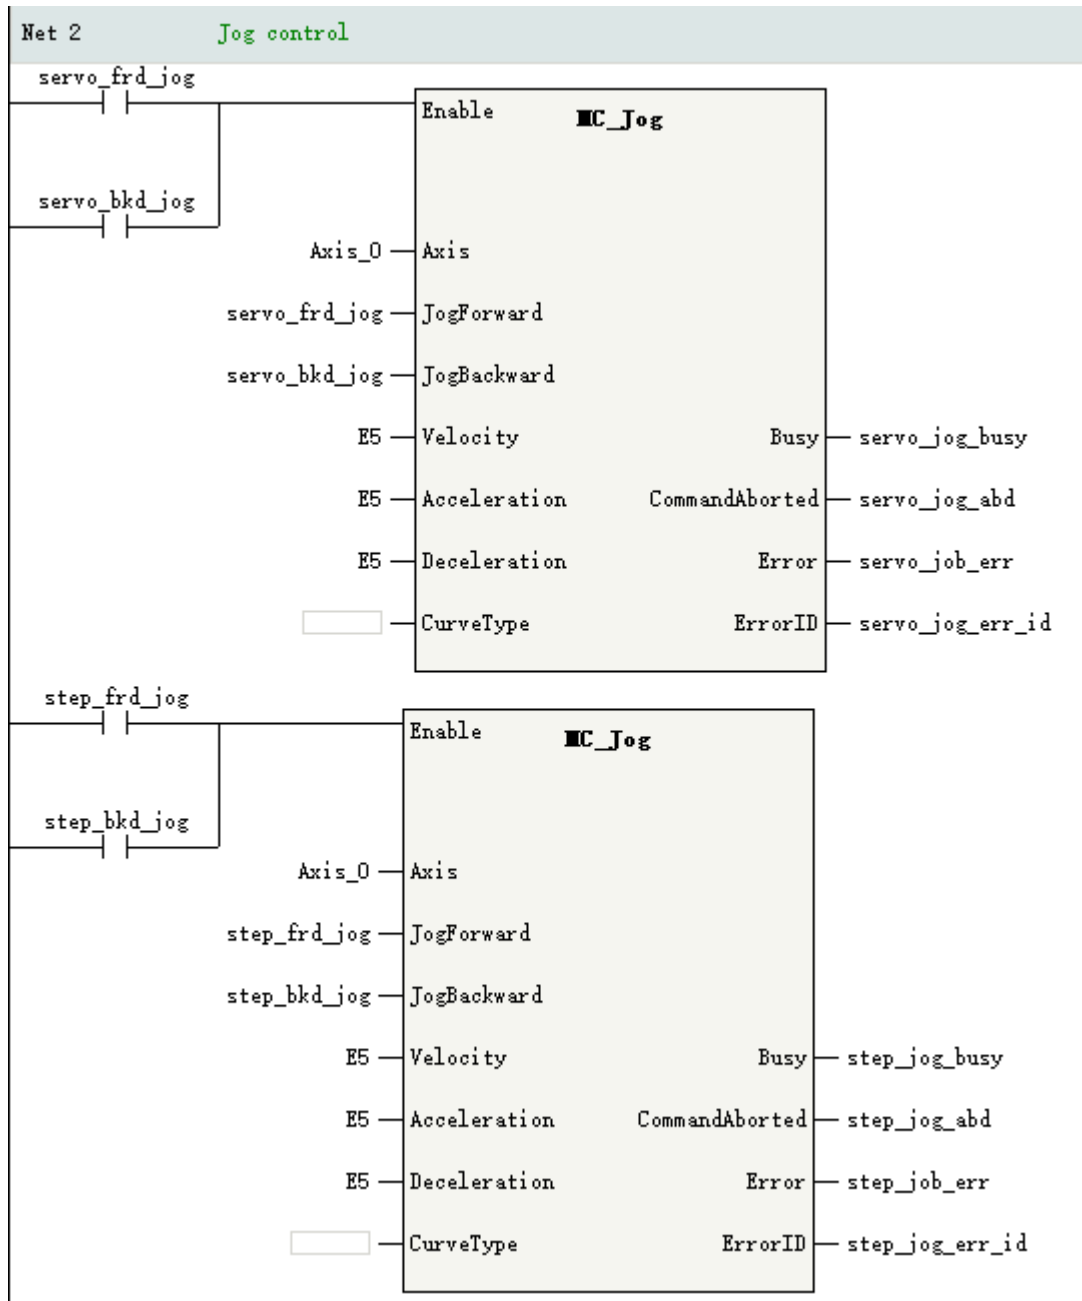 Net 2 Jog control
servo_frd_jog
Enable MC_Jog
servo_bkd_jog
Axis_0 Axis
servo_frd_jog JogForward
servo_bkd_jog JogBackward
E5 Velocity Busy servo_jog_busy
E5 Acceleration CommandAborted servo_jog_abd
E5 Deceleration Error servo_job_err
CurveType ErrorID servo_jog_err_id
step_frd_jog
Enable MC_Jog
step_bkd_jog
Axis_0 Axis
step_frd_jog JogForward
step_bkd_jog JogBackward
E5 Velocity Busy step_jog_busy
E5 Acceleration CommandAborted step_jog_abd
E5 Deceleration Error step_job_err
CurveType ErrorID step_jog_err_id